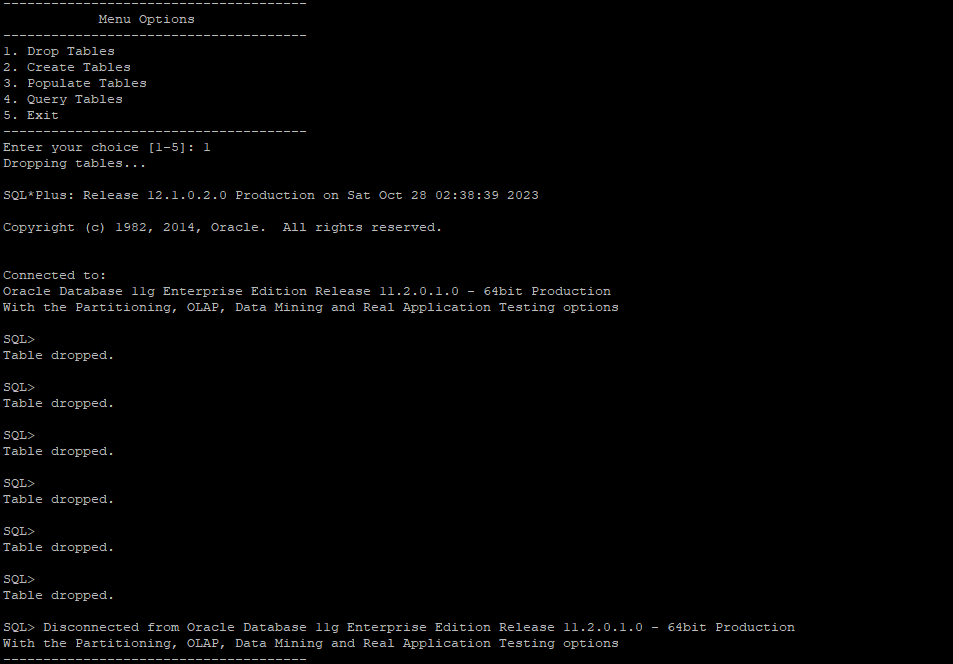 --------------------------------------
            Menu Options
--------------------------------------
1. Drop Tables
2. Create Tables
3. Populate Tables
4. Query Tables
5. Exit
--------------------------------------
Enter your choice [1-5]: 1
Dropping tables...
SQL*Plus: Release 12.1.0.2.0 Production on Sat Oct 28 02:38:39 2023
Copyright (c) 1982, 2014, Oracle.  All rights reserved.
Connected to:
Oracle Database 11g Enterprise Edition Release 11.2.0.1.0 - 64bit Production
With the Partitioning, OLAP, Data Mining and Real Application Testing options
SQL>
Table dropped.
SQL>
Table dropped.
SQL>
Table dropped.
SQL>
Table dropped.
SQL>
Table dropped.
SQL>
Table dropped.
SQL> Disconnected from Oracle Database 11g Enterprise Edition Release 11.2.0.1.0 - 64bit Production
With the Partitioning, OLAP, Data Mining and Real Application Testing options
--------------------------------------